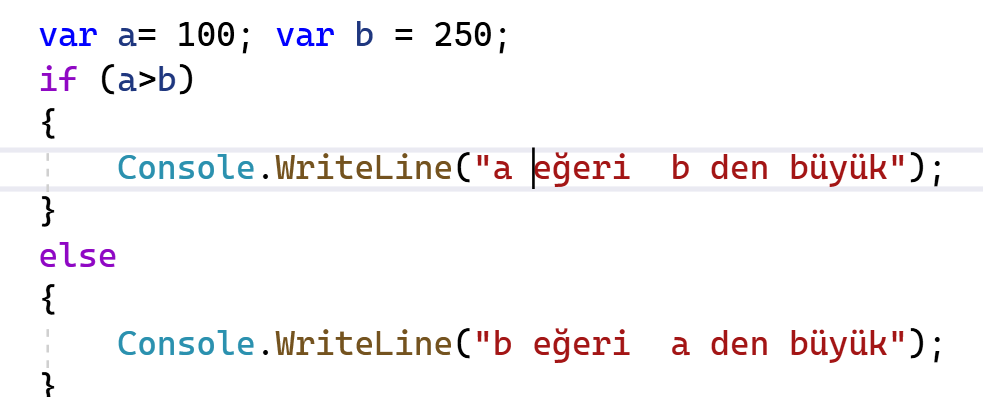 var a= 100; var b = 250;
if (a>b)
{
    Console.WriteLine("a eğeri  b den büyük");
}
else
{
    Console.WriteLine("b eğeri  a den büyük");
}